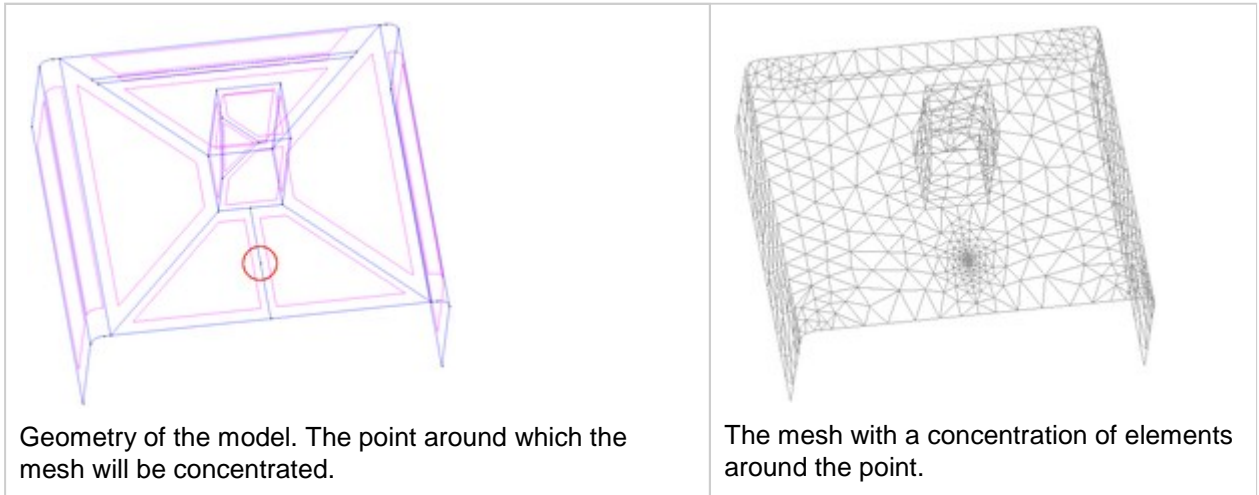 Geometry of the model. The point around which the
mesh will be concentrated.
The mesh with a concentration of elements
around the point.